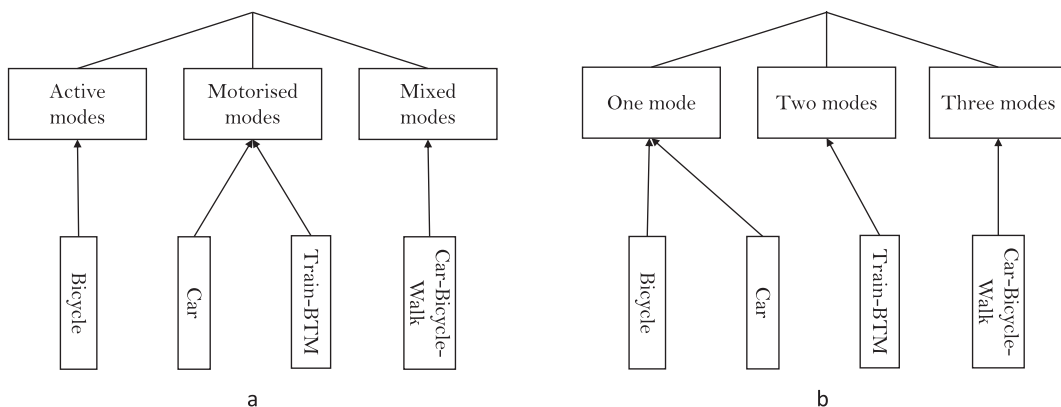 Active
modes
Motorised
modes
Mixed
modes
Bicycle
Car
Train-BTM
Car-Bicycle-
Walk
a
One mode
Two modes
Three modes
Bicycle
Car
Train-BTM
Car-Bicycle-
Walk
b